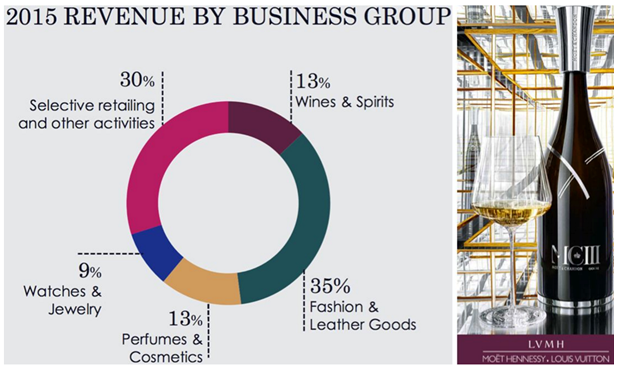 2015 REVENUE BY BUSINESS GROUP
30%
Selective retailing
and other activities
13%
Wines & Spirits
9%
Watches &
Jewelry
13%
Perfumes &
Cosmetics
35%
Fashion &
Leather Goods
MCIII
LVMH
MOËT HENNESSY . LOUIS VUITTON